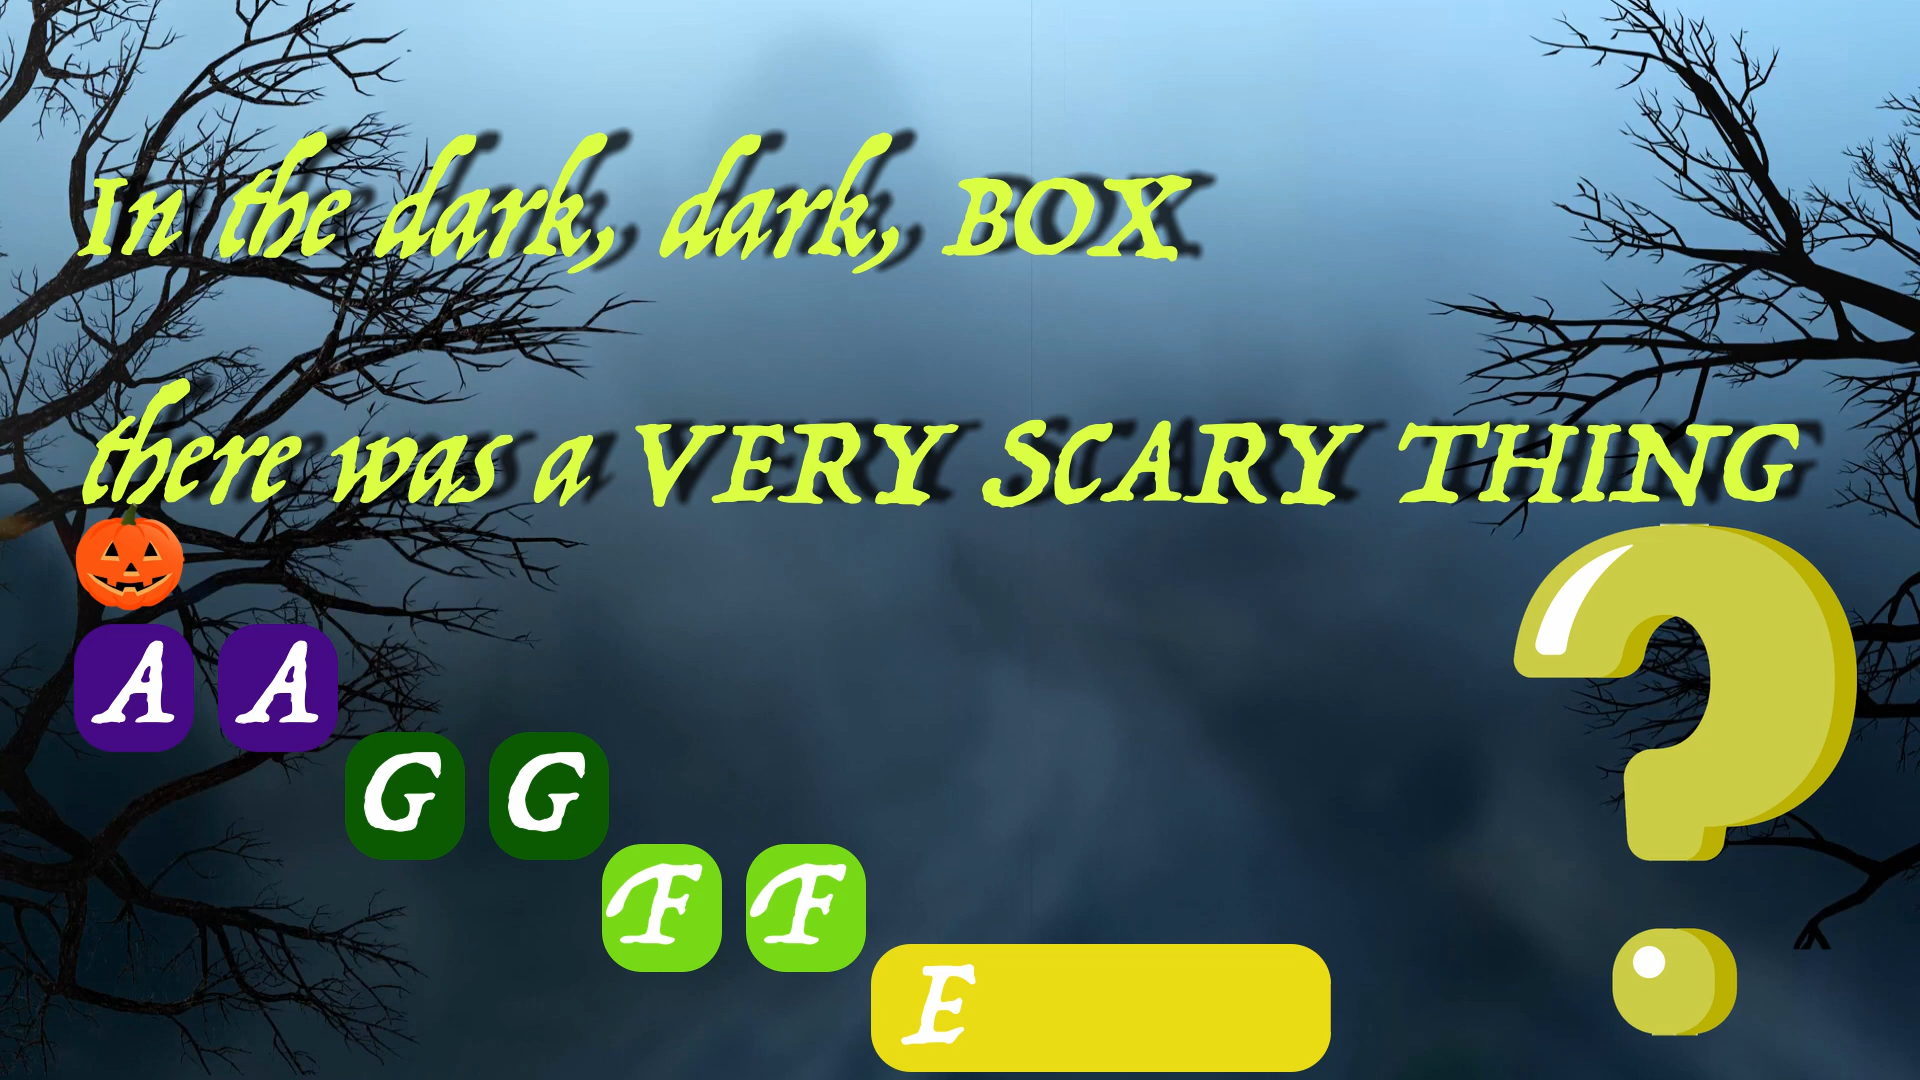 In the dark, dark, BOX
there was a VERY SCARY THING
A A
G G
F F
E
?